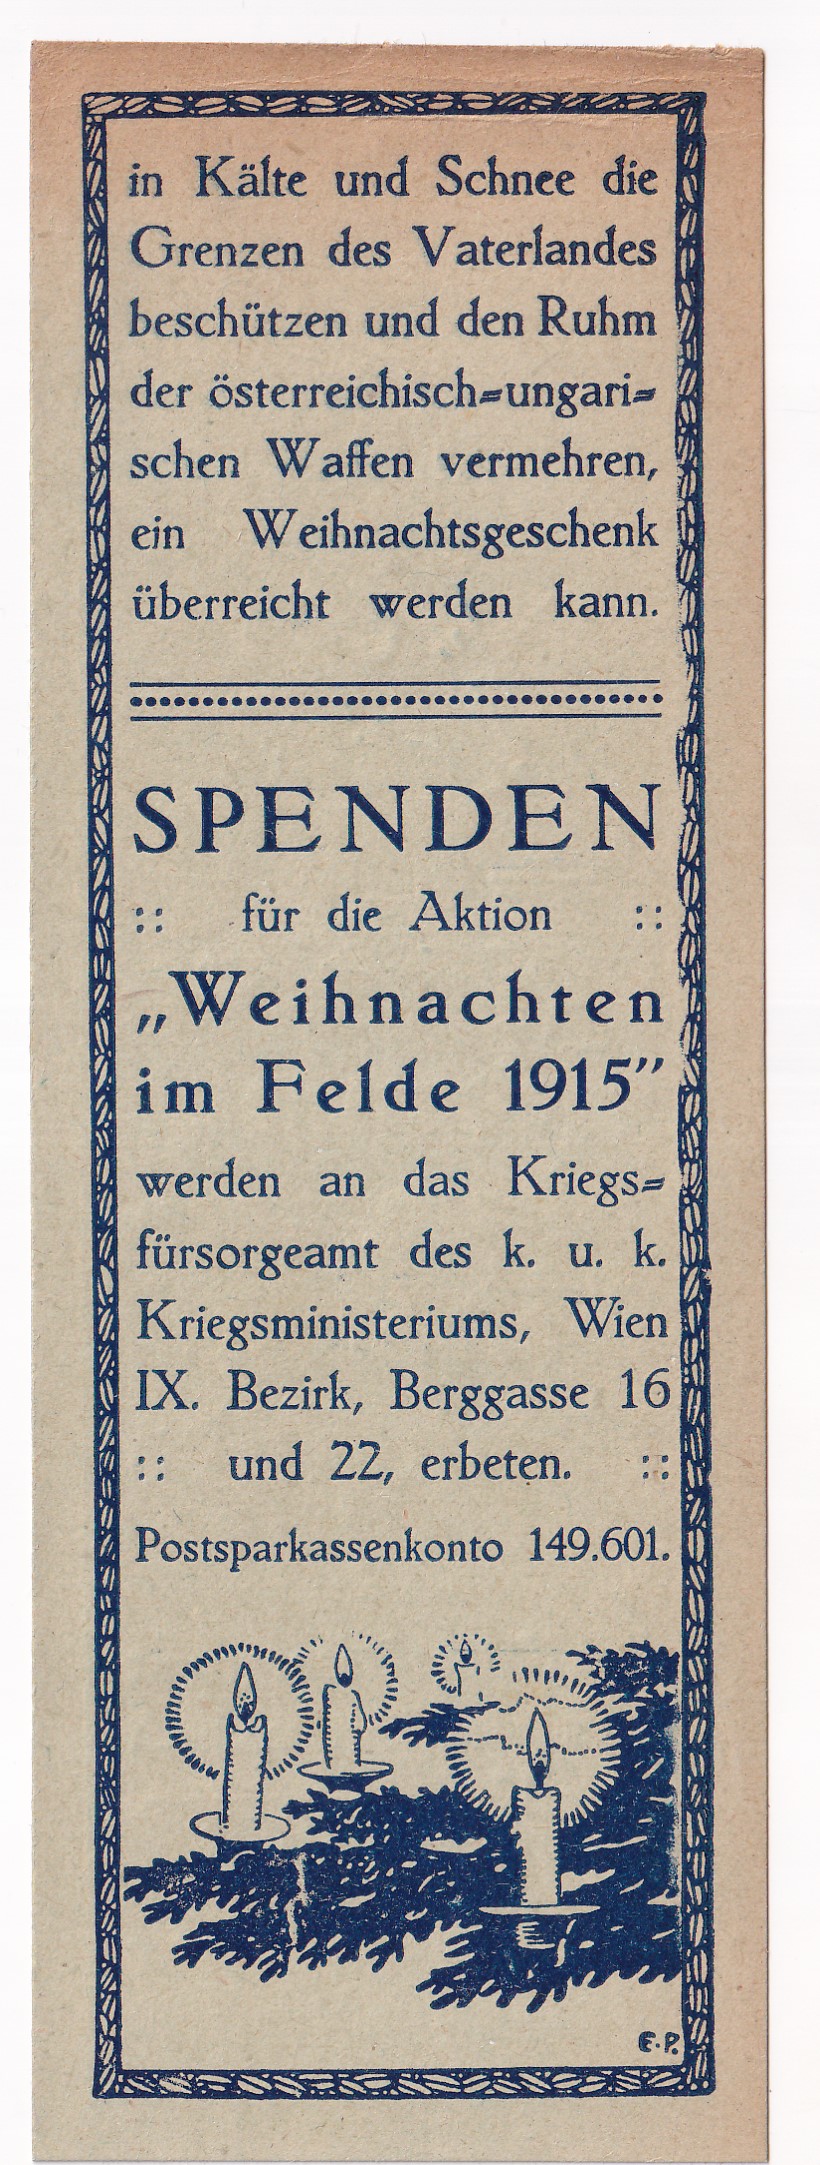 in Kälte und Schnee die
Grenzen des Vaterlandes
beschützen und den Ruhm
der österreichisch=ungari=
schen Waffen vermehren,
ein Weihnachtsgeschenk
überreicht werden kann.
SPENDEN
:: für die Aktion ::
„Weihnachten
im Felde 1915”
werden an das Kriegs=
fürsorgeamt des k. u. k.
Kriegsministeriums, Wien
IX. Bezirk, Berggasse 16
:: und 22, erbeten. ::
Postsparkassenkonto 149.601.
E.P.